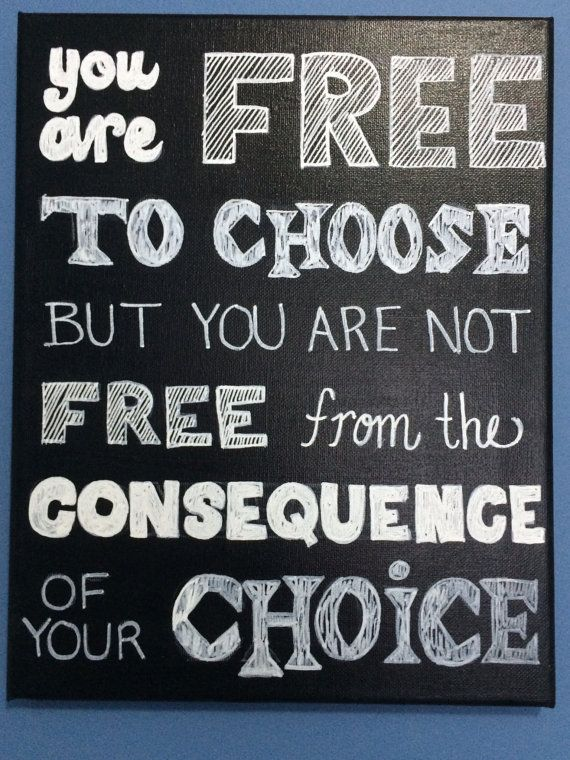 you
are FREE
TO CHOOSE
BUT YOU ARE NOT
FREE from the
CONSEQUENCE
OF
YOUR CHOiCE